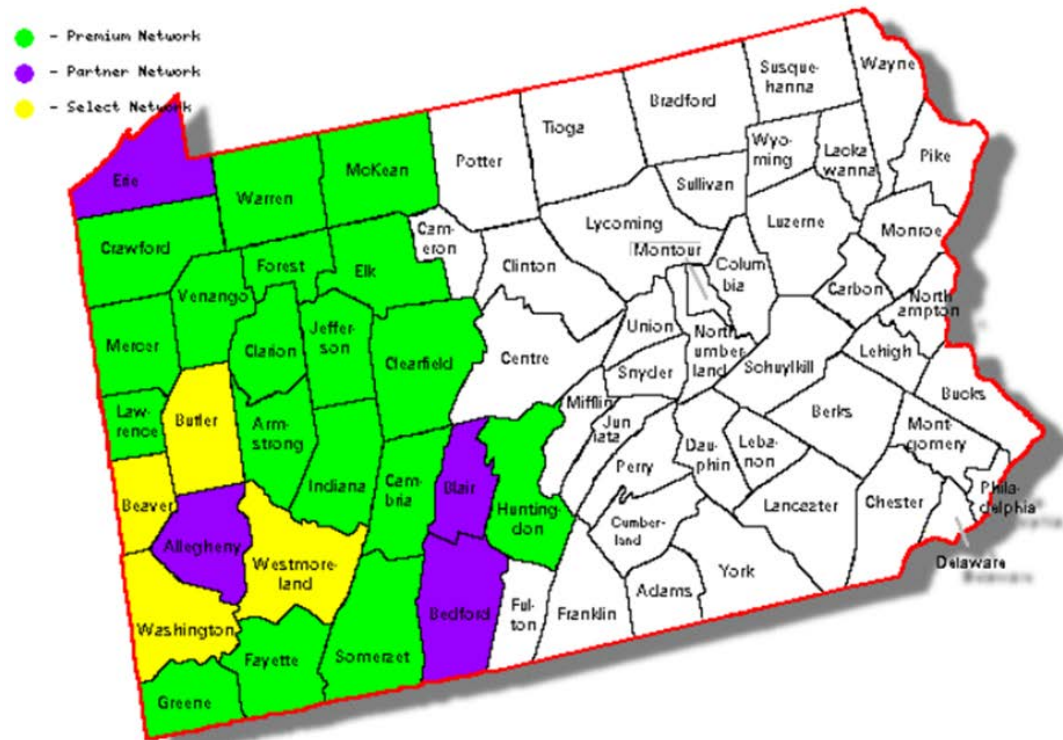 - Premium Network
- Partner Network
- Select Network
Erie
Warren
McKean
Potter
Tioga
Bradford
Susque-
hanna
Wayne
Wyo-
ming
Lacka
wanna
Pike
Sullivan
Crawford
Forest
Elk
Cam-
eron
Clinton
Lycoming
Montour
Colum
bia
Luzerne
Monroe
Carbon
North
ampton
Venango
Mercer
Clarion
Jeffer-
son
Clearfield
Centre
Union
Snyder
North
umber-
land
Schuylkill
Lehigh
Bucks
Law-
rence
Butler
Arm-
strong
Indiana
Cam-
bria
Blair
Hunting-
don
Mifflin
Jun
iata
Perry
Dau-
phin
Leba-
non
Berks
Mont-
gomery
Phila-
delphia
Beaver
Allegheny
Westmore-
land
Cumber-
land
Lancaster
Chester
Delaware
Washington
Greene
Fayette
Somerset
Bedford
Ful-
ton
Franklin
Adams
York